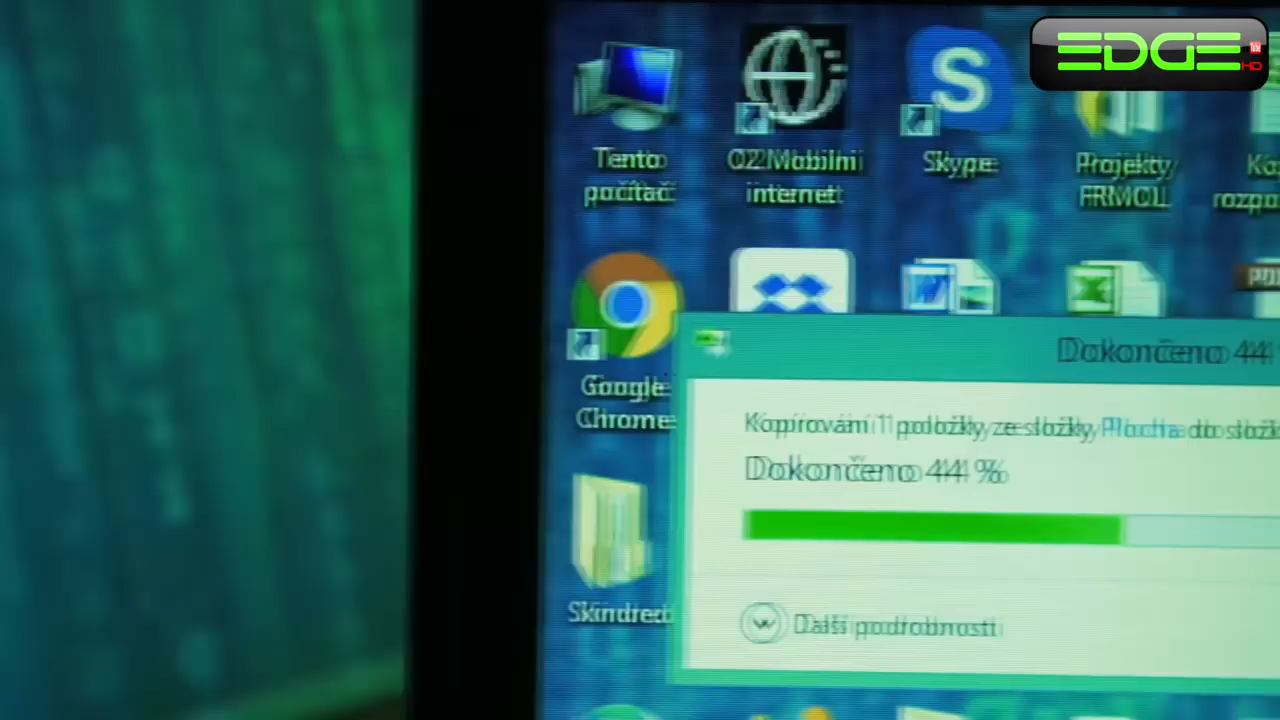 EDGE
HD
Tento
počítač
O2 Mobilní
internet
Skype
Projekty
FRMOL
Google
Chrome
Dokončeno 44
Kopírování 1 položky ze složky Plocha do
Dokončeno 44 %
Skindred
Další podrobnosti